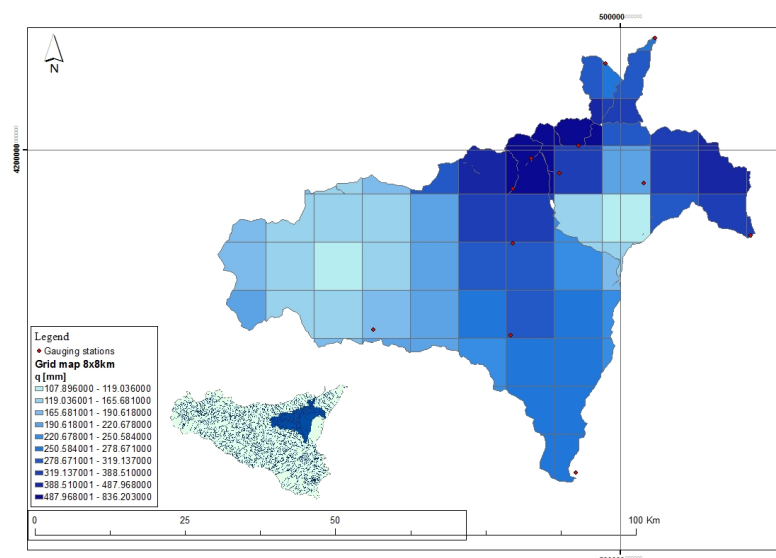 500000
N
4200000
Legend
Gauging stations
Grid map 8x8km
q [mm]
107.896000 - 119.036000
119.036001 - 165.681000
165.681001 - 190.618000
190.618001 - 220.678000
220.678001 - 250.584000
250.584001 - 278.671000
278.671001 - 319.137000
319.137001 - 388.510000
388.510001 - 487.968000
487.968001 - 836.203000
0 25 50 100 Km